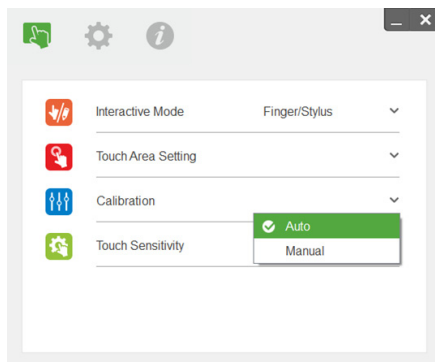 Interactive Mode Finger/Stylus
Touch Area Setting
Calibration
Auto
Touch Sensitivity
Manual